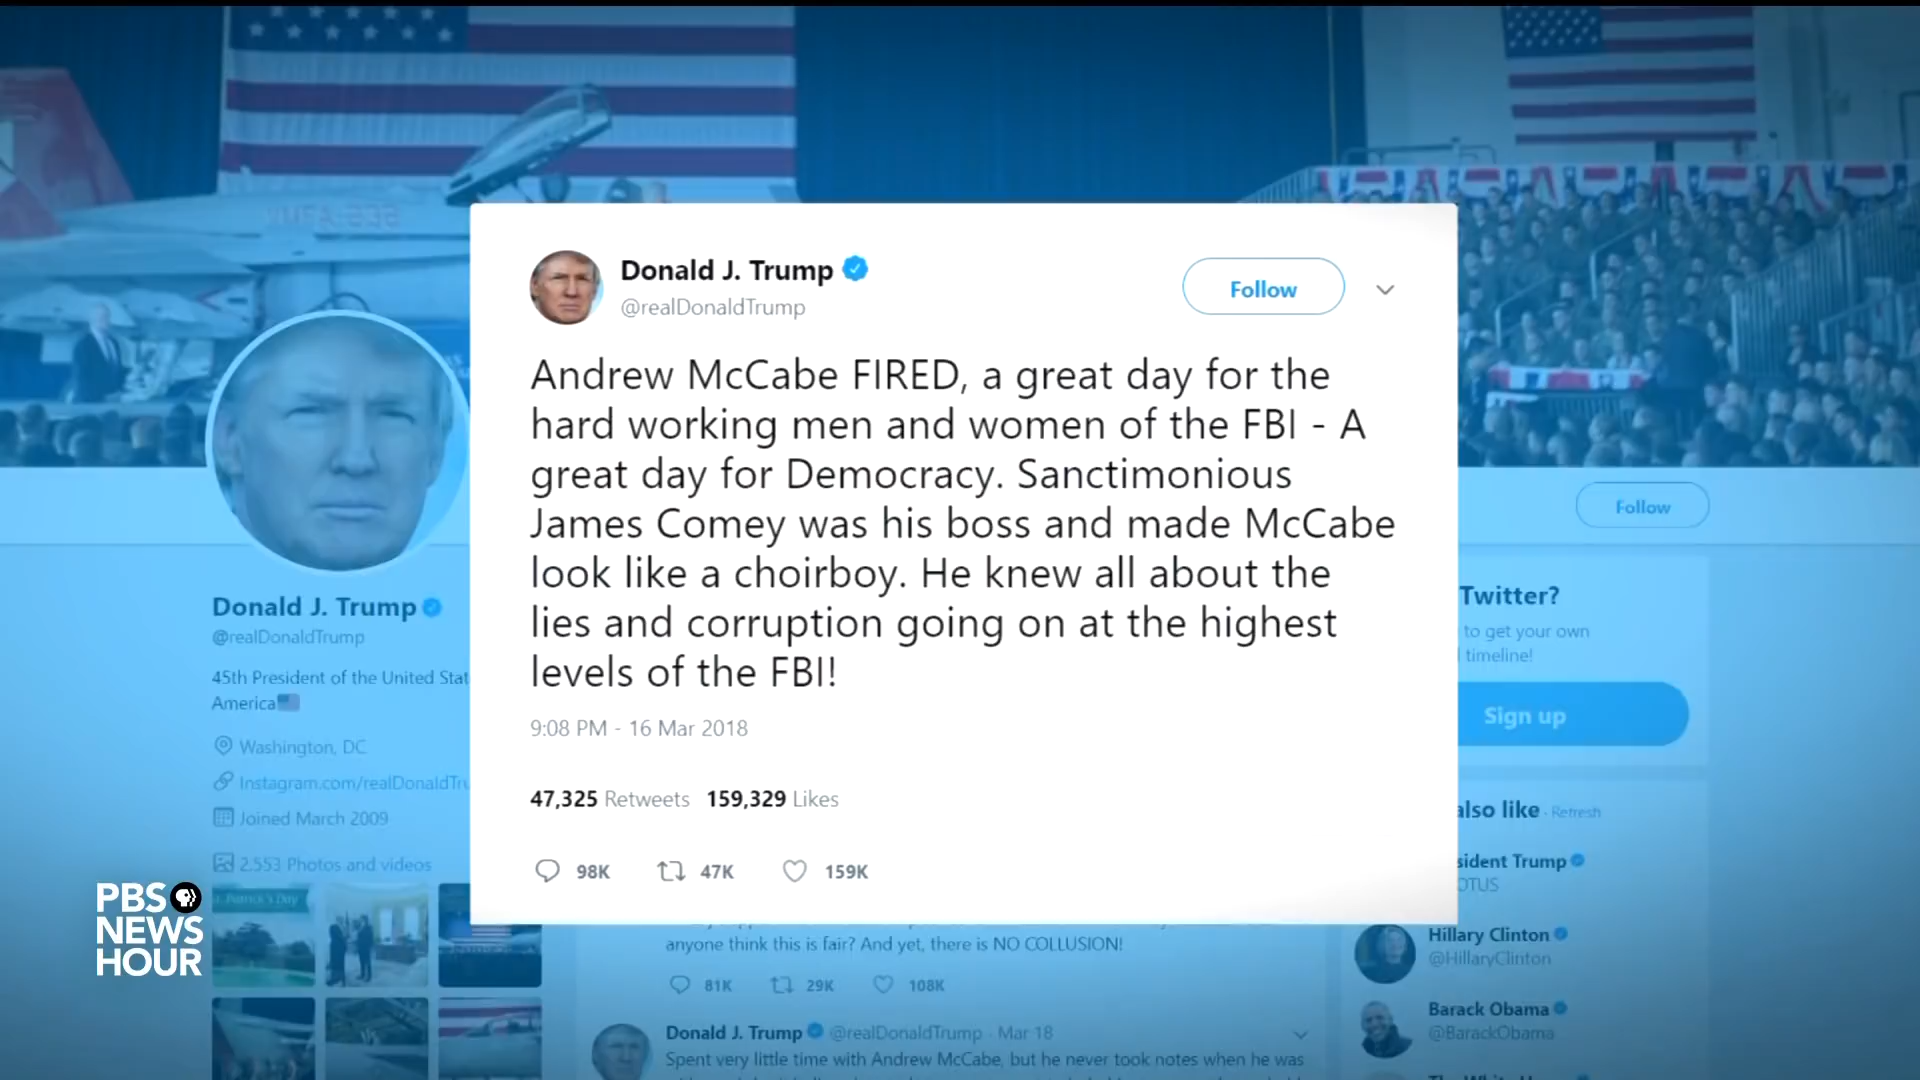 Donald J. Trump
@realDonaldTrump
Follow
Andrew McCabe FIRED, a great day for the
hard working men and women of the FBI - A
great day for Democracy. Sanctimonious
James Comey was his boss and made McCabe
look like a choirboy. He knew all about the
lies and corruption going on at the highest
levels of the FBI!
9:08 PM - 16 Mar 2018
47,325 Retweets 159,329 Likes
98K 47K 159K
Donald J. Trump
@realDonaldTrump
45th President of the United
America
Washington, DC
Joined March 2009
2,553 Photos and videos
PBS
NEWS
HOUR
Follow
Twitter?
to get your own
timeline!
Sign up
also like · Refresh
Trump
Hillary Clinton
@HillaryClinton
Barack Obama
@BarackObama
anyone think this is fair? And yet, there is NO COLLUSION!
81K 29K 108K
Donald J. Trump @realDonaldTrump · Mar 18
Spent very little time with Andrew McCabe, but he never took notes when he was